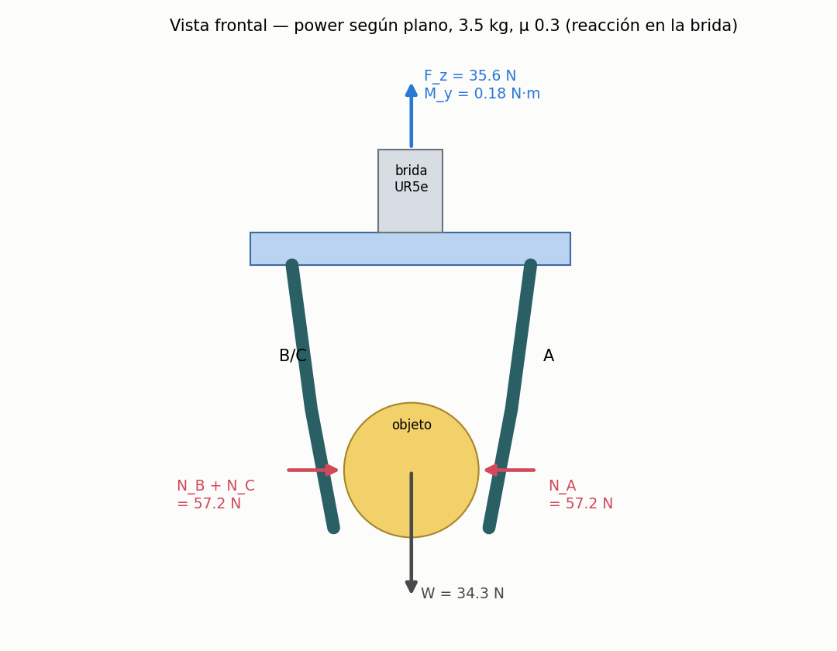 Vista frontal — power según plano, 3.5 kg, μ 0.3 (reacción en la brida)
F_z = 35.6 N
M_y = 0.18 N·m
brida
UR5e
B/C
A
objeto
N_B + N_C
= 57.2 N
N_A
= 57.2 N
W = 34.3 N